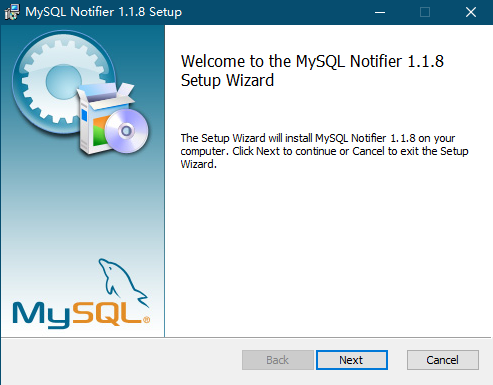 MySQL Notifier 1.1.8 Setup
Welcome to the MySQL Notifier 1.1.8
Setup Wizard
The Setup Wizard will install MySQL Notifier 1.1.8 on your
computer. Click Next to continue or Cancel to exit the Setup
Wizard.
MySQL®
Back
Next
Cancel